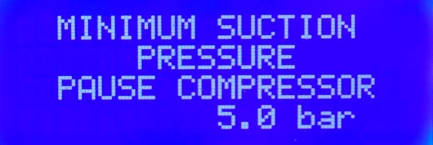 MINIMUM SUCTION
PRESSURE
PAUSE COMPRESSOR
5.0 bar